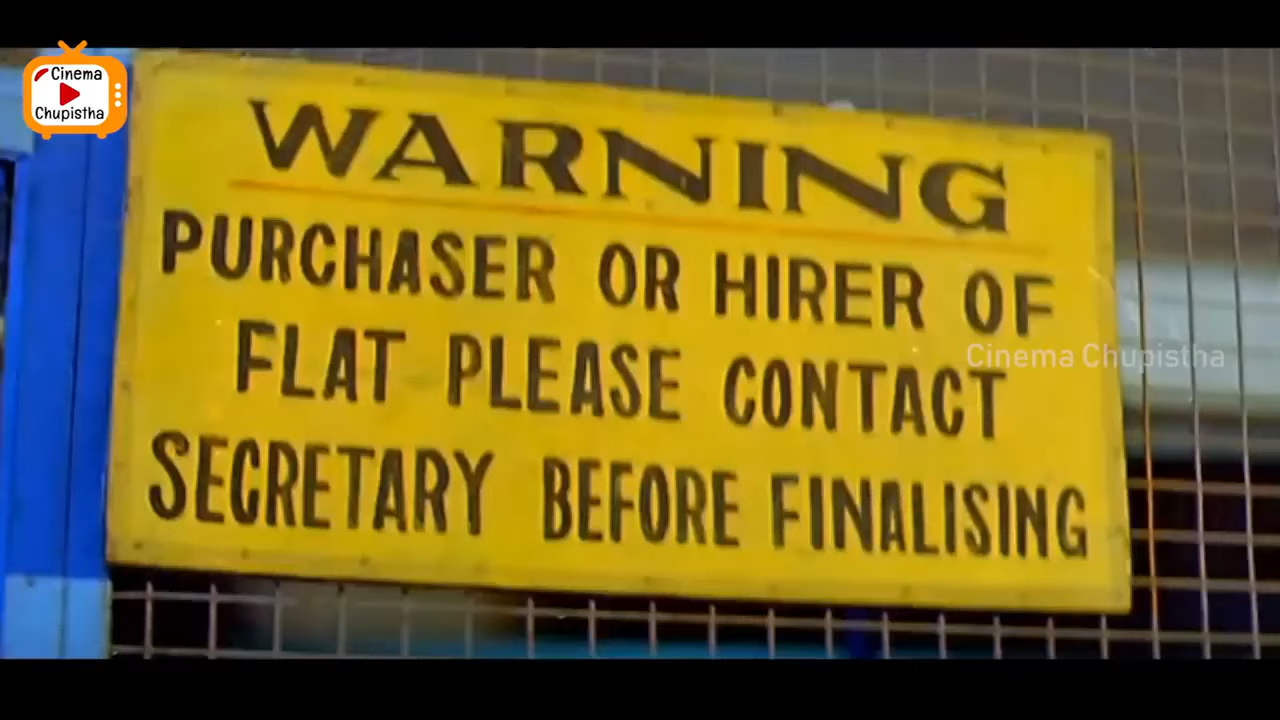 Cinema
Chupistha
WARNING
PURCHASER OR HIRER OF
FLAT PLEASE CONTACT
Cinema Chupistha
SECRETARY BEFORE FINALISING